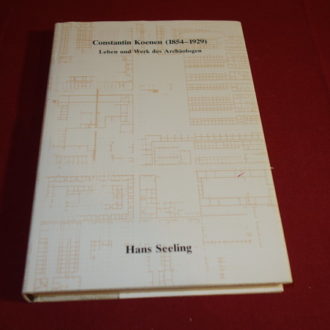 Constantin Koenen (1854–1929)
Leben und Werk des Archäologen
Hans Seeling